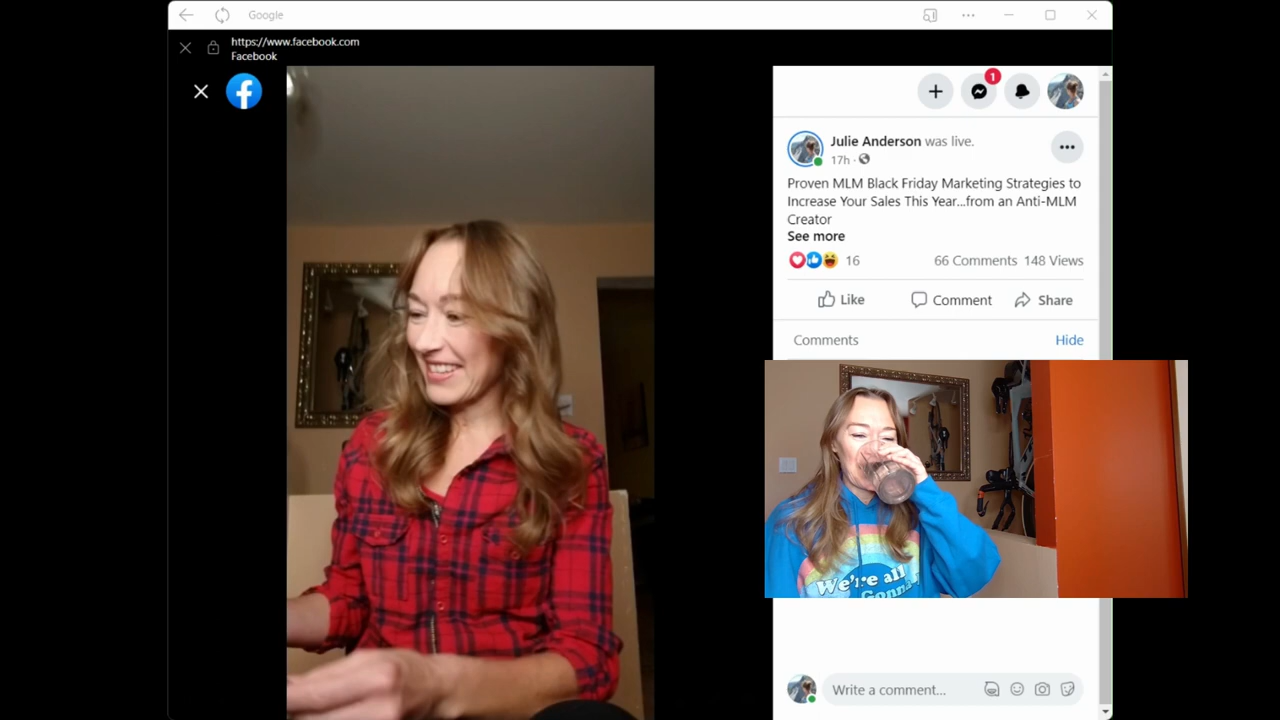 Google
https://www.facebook.com
Facebook
1
Julie Anderson was live.
17h ·
Proven MLM Black Friday Marketing Strategies to
Increase Your Sales This Year...from an Anti-MLM
Creator
See more
16 66 Comments 148 Views
Like Comment Share
Comments Hide
We're all
Gonna
Write a comment...